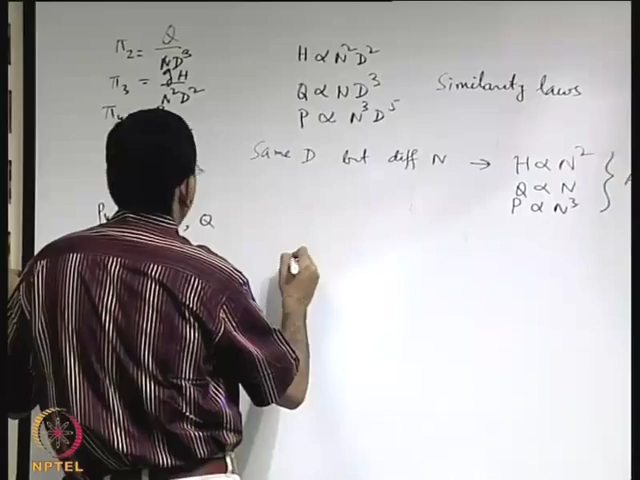 π₂ = Q / ND³
π₃ = gH / N²D²
π₄
H ∝ N²D²
Q ∝ ND³
P ∝ N³D⁵
Similarity laws
Same D but diff N → H ∝ N²
Q ∝ N
P ∝ N³
, Q
NPTEL